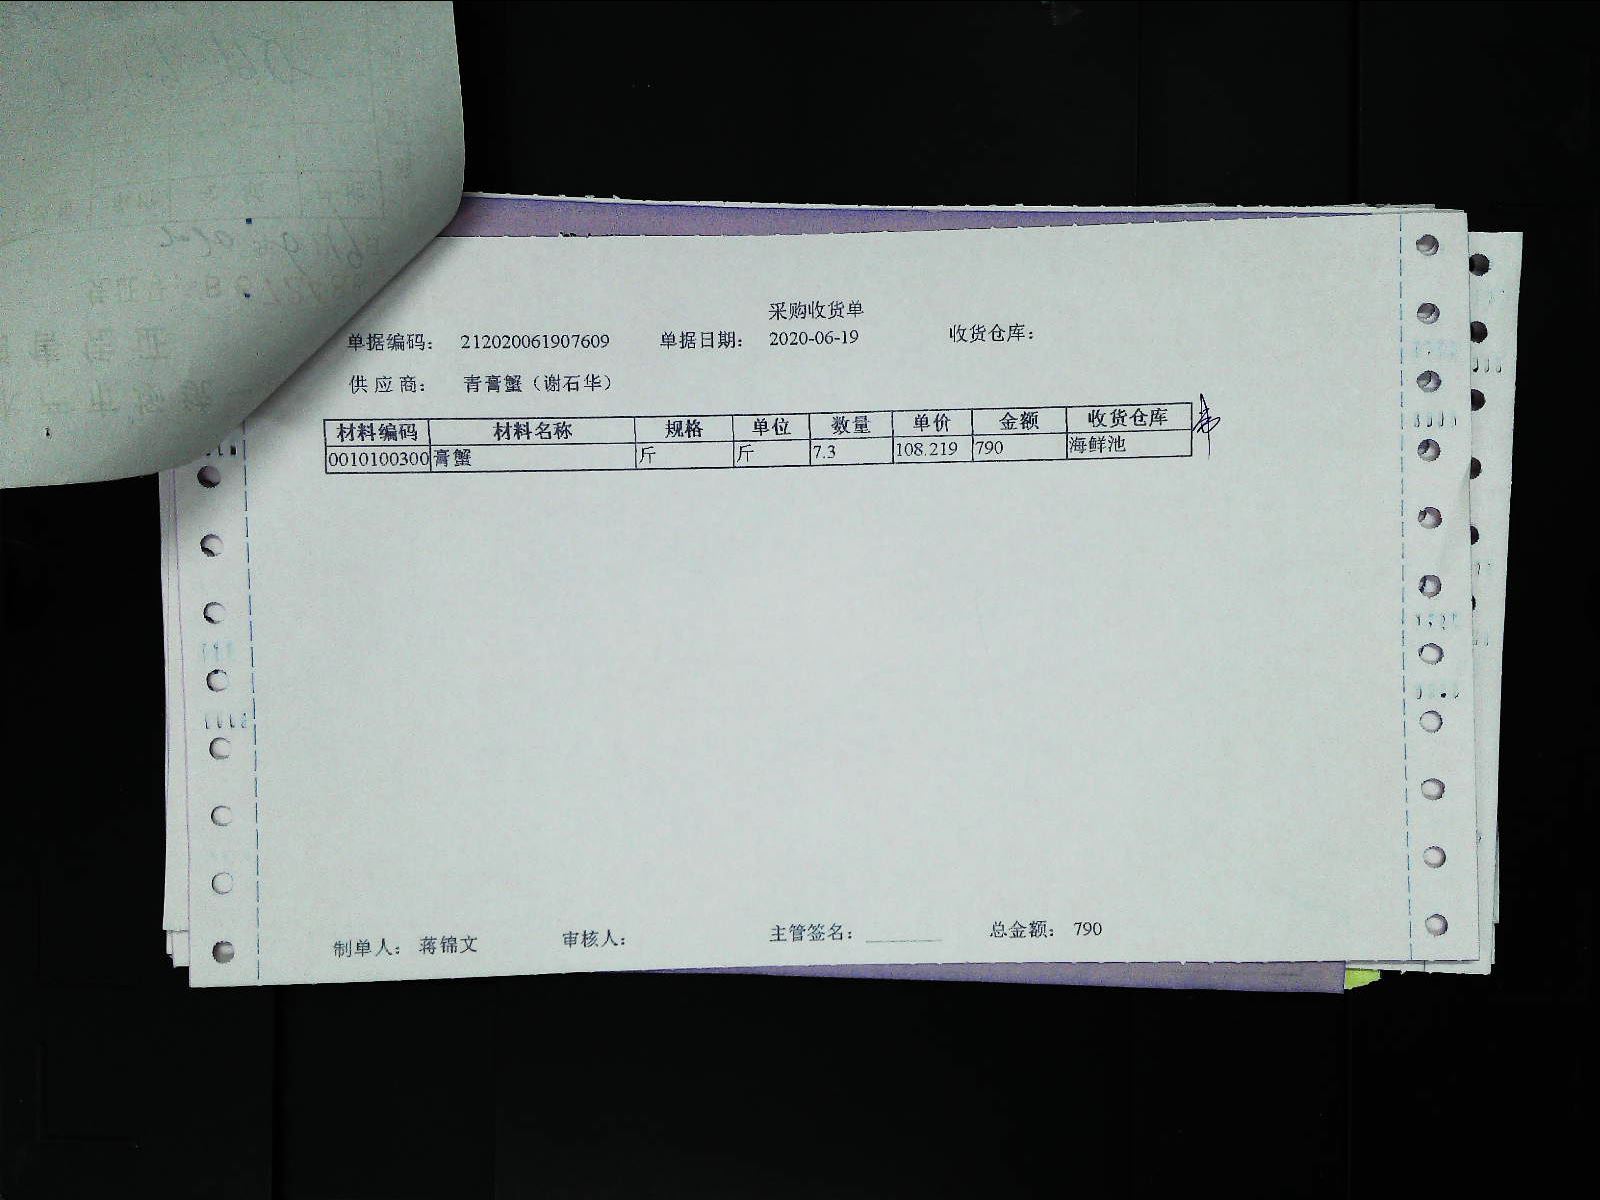 采购收货单
单据编码： 212020061907609 单据日期： 2020-06-19 收货仓库：
供应商： 青膏蟹（谢石华）
材料编码 材料名称 规格 单位 数量 单价 金额 收货仓库
0010100300 膏蟹 斤 斤 7.3 108.219 790 海鲜池
制单人： 蒋锦文 审核人： 主管签名： 总金额： 790